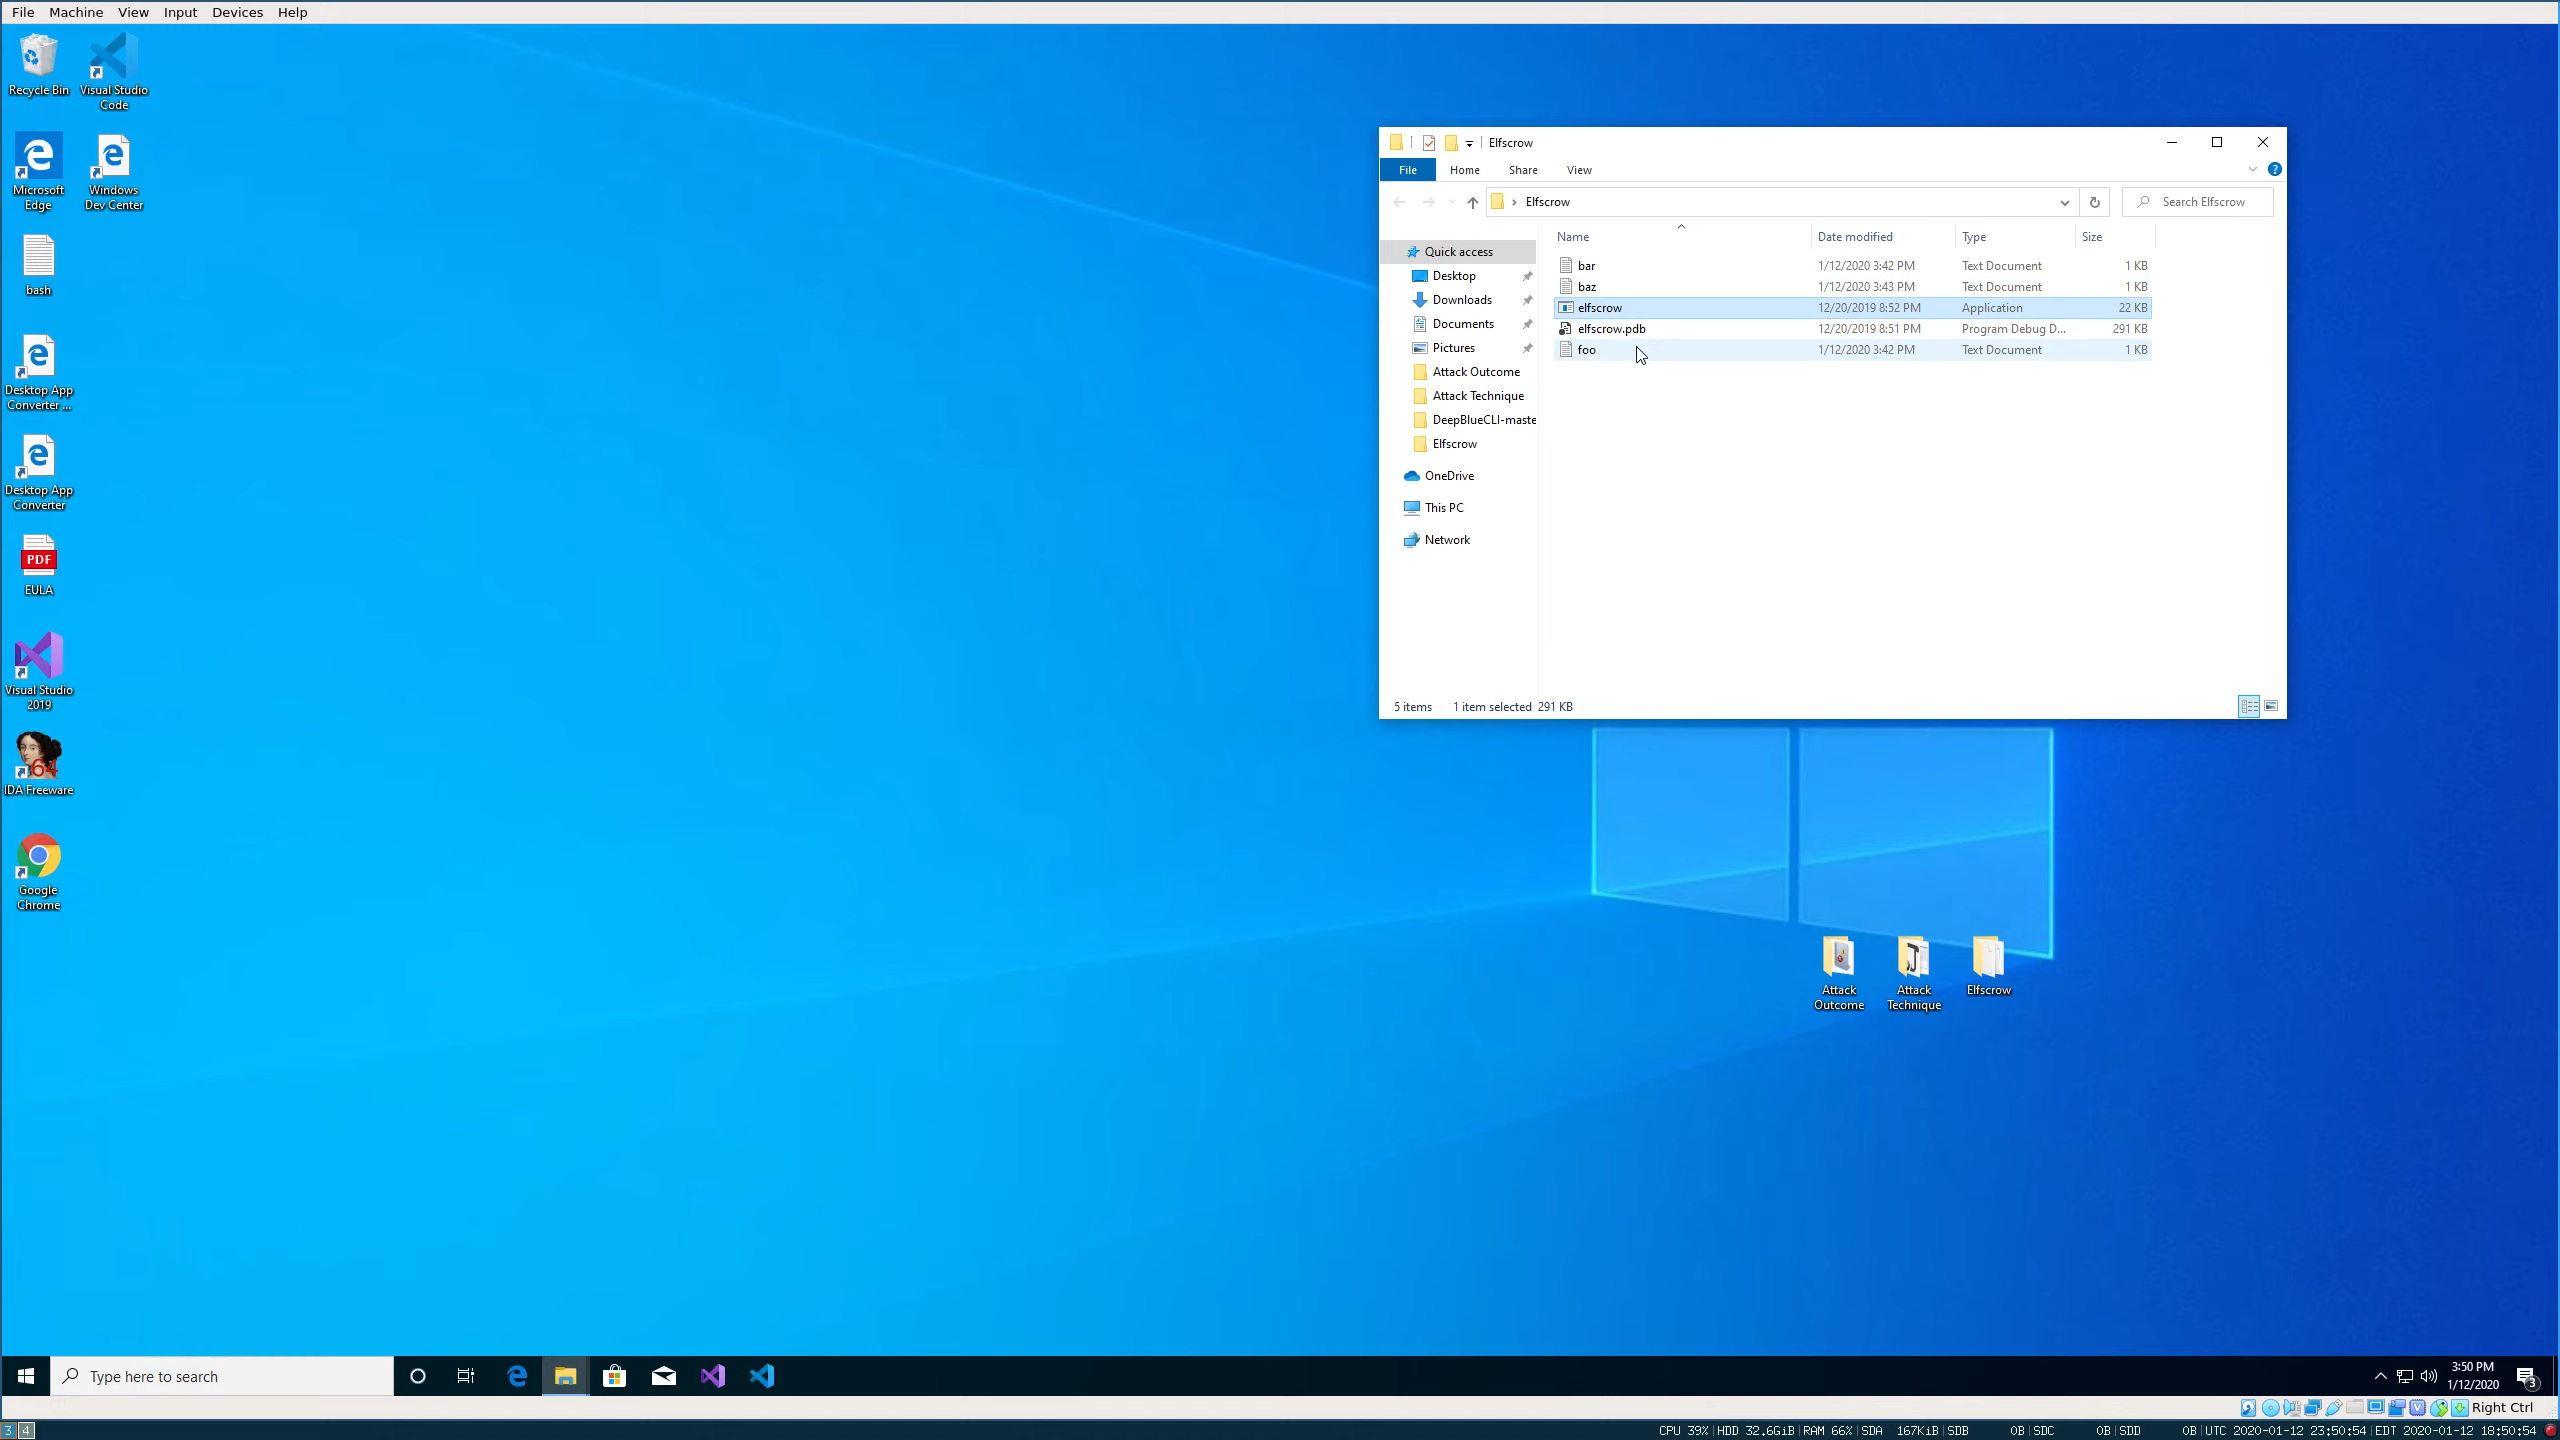 File Machine View Input Devices Help
Recycle Bin
Visual Studio
Code
Microsoft
Edge
Windows
Dev Center
bash
Desktop App
Converter ...
Desktop App
Converter
PDF
EULA
Visual Studio
2019
64
IDA Freeware
Google
Chrome
Elfscrow
File Home Share View
Elfscrow
Search Elfscrow
Name Date modified Type Size
Quick access
Desktop
Downloads
Documents
Pictures
Attack Outcome
Attack Technique
DeepBlueCLI-maste
Elfscrow
OneDrive
This PC
Network
bar 1/12/2020 3:42 PM Text Document 1 KB
baz 1/12/2020 3:43 PM Text Document 1 KB
elfscrow 12/20/2019 8:52 PM Application 22 KB
elfscrow.pdb 12/20/2019 8:51 PM Program Debug D... 291 KB
foo 1/12/2020 3:42 PM Text Document 1 KB
5 items 1 item selected 291 KB
Attack
Outcome
Attack
Technique
Elfscrow
Type here to search
3:50 PM
1/12/2020
3
Right Ctrl
3 4
CPU 39% HDD 32.6GiB RAM 66% SDA 167KiB SDB 0B SDC 0B SDD 0B UTC 2020-01-12 23:50:54 EDT 2020-01-12 18:50:54